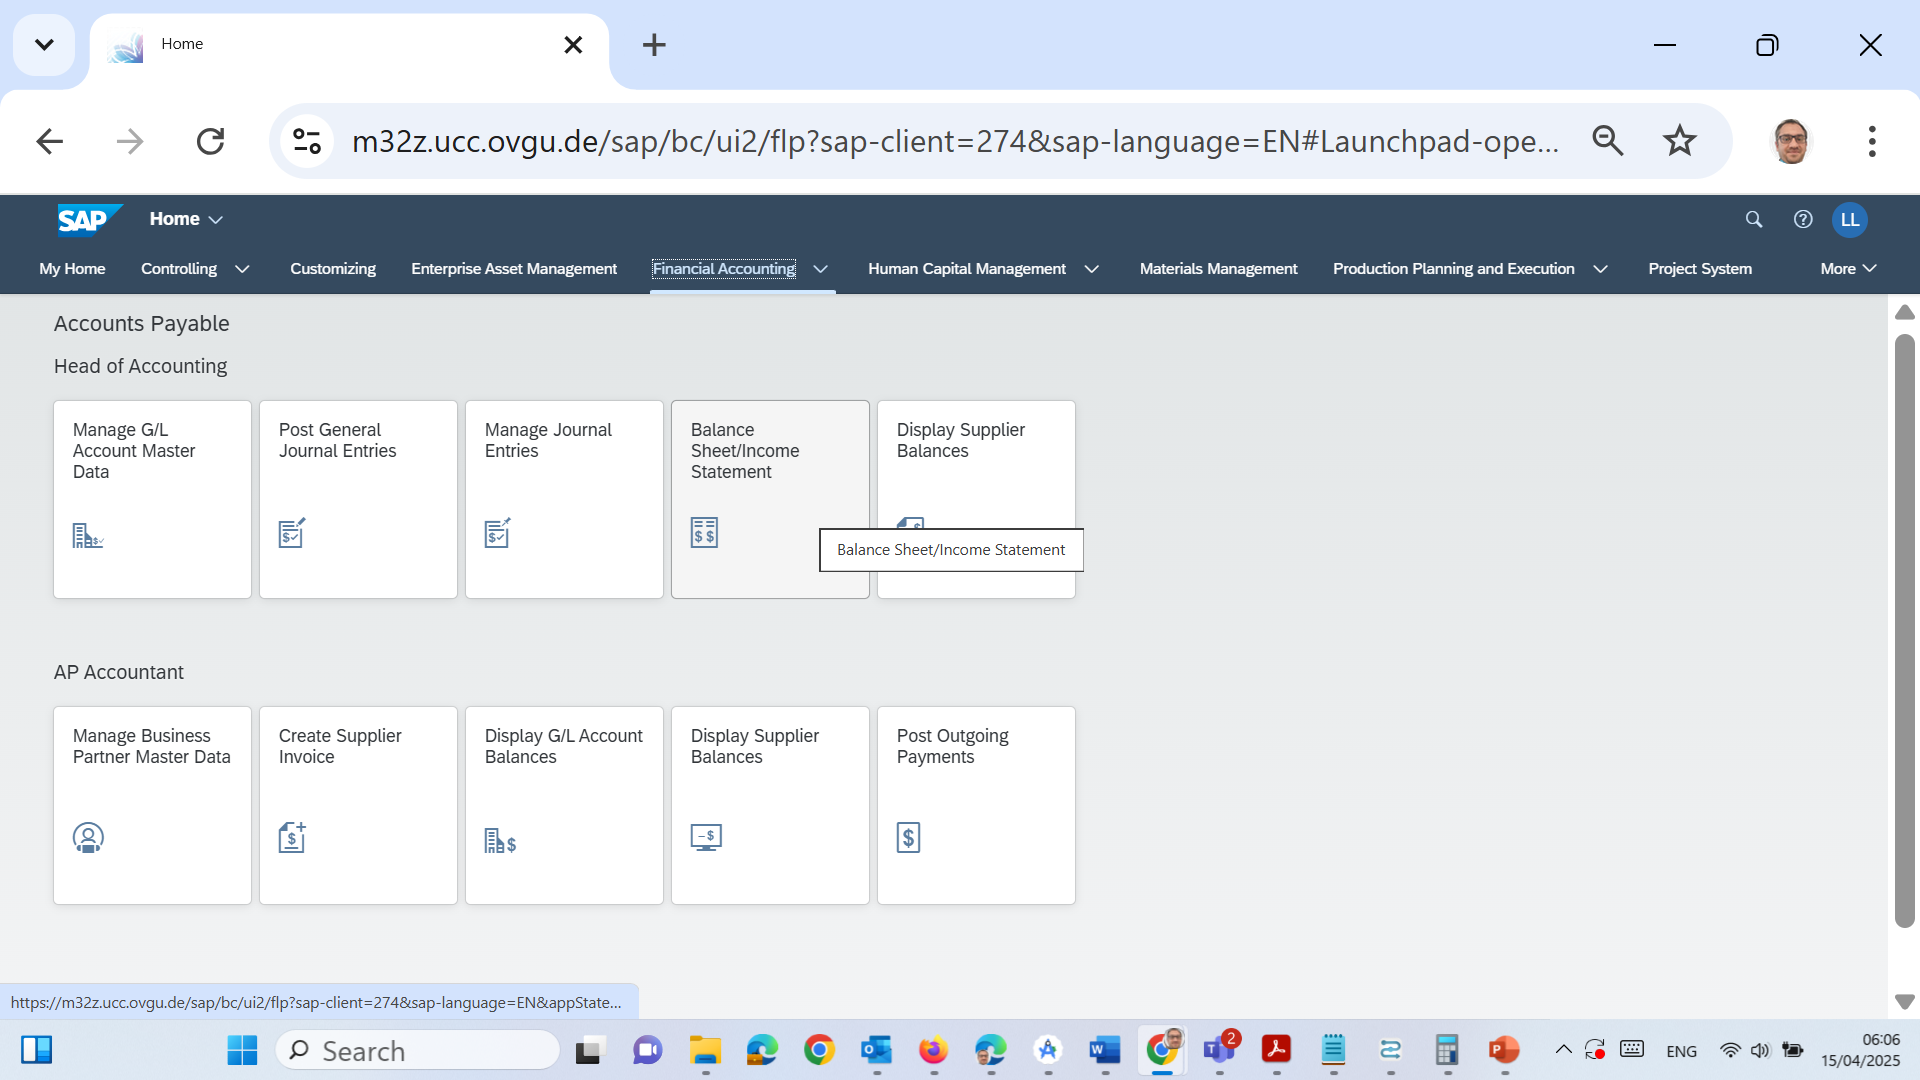 Home
m32z.ucc.ovgu.de/sap/bc/ui2/flp?sap-client=274&sap-language=EN#Launchpad-ope...
SAP
Home
LL
My Home
Controlling
Customizing
Enterprise Asset Management
Financial Accounting
Human Capital Management
Materials Management
Production Planning and Execution
Project System
More
Accounts Payable
Head of Accounting
Manage G/L
Account Master
Data
Post General
Journal Entries
Manage Journal
Entries
Balance
Sheet/Income
Statement
Display Supplier
Balances
Balance Sheet/Income Statement
AP Accountant
Manage Business
Partner Master Data
Create Supplier
Invoice
Display G/L Account
Balances
Display Supplier
Balances
Post Outgoing
Payments
https://m32z.ucc.ovgu.de/sap/bc/ui2/flp?sap-client=274&sap-language=EN&appState...
Search
2
ENG
06:06
15/04/2025